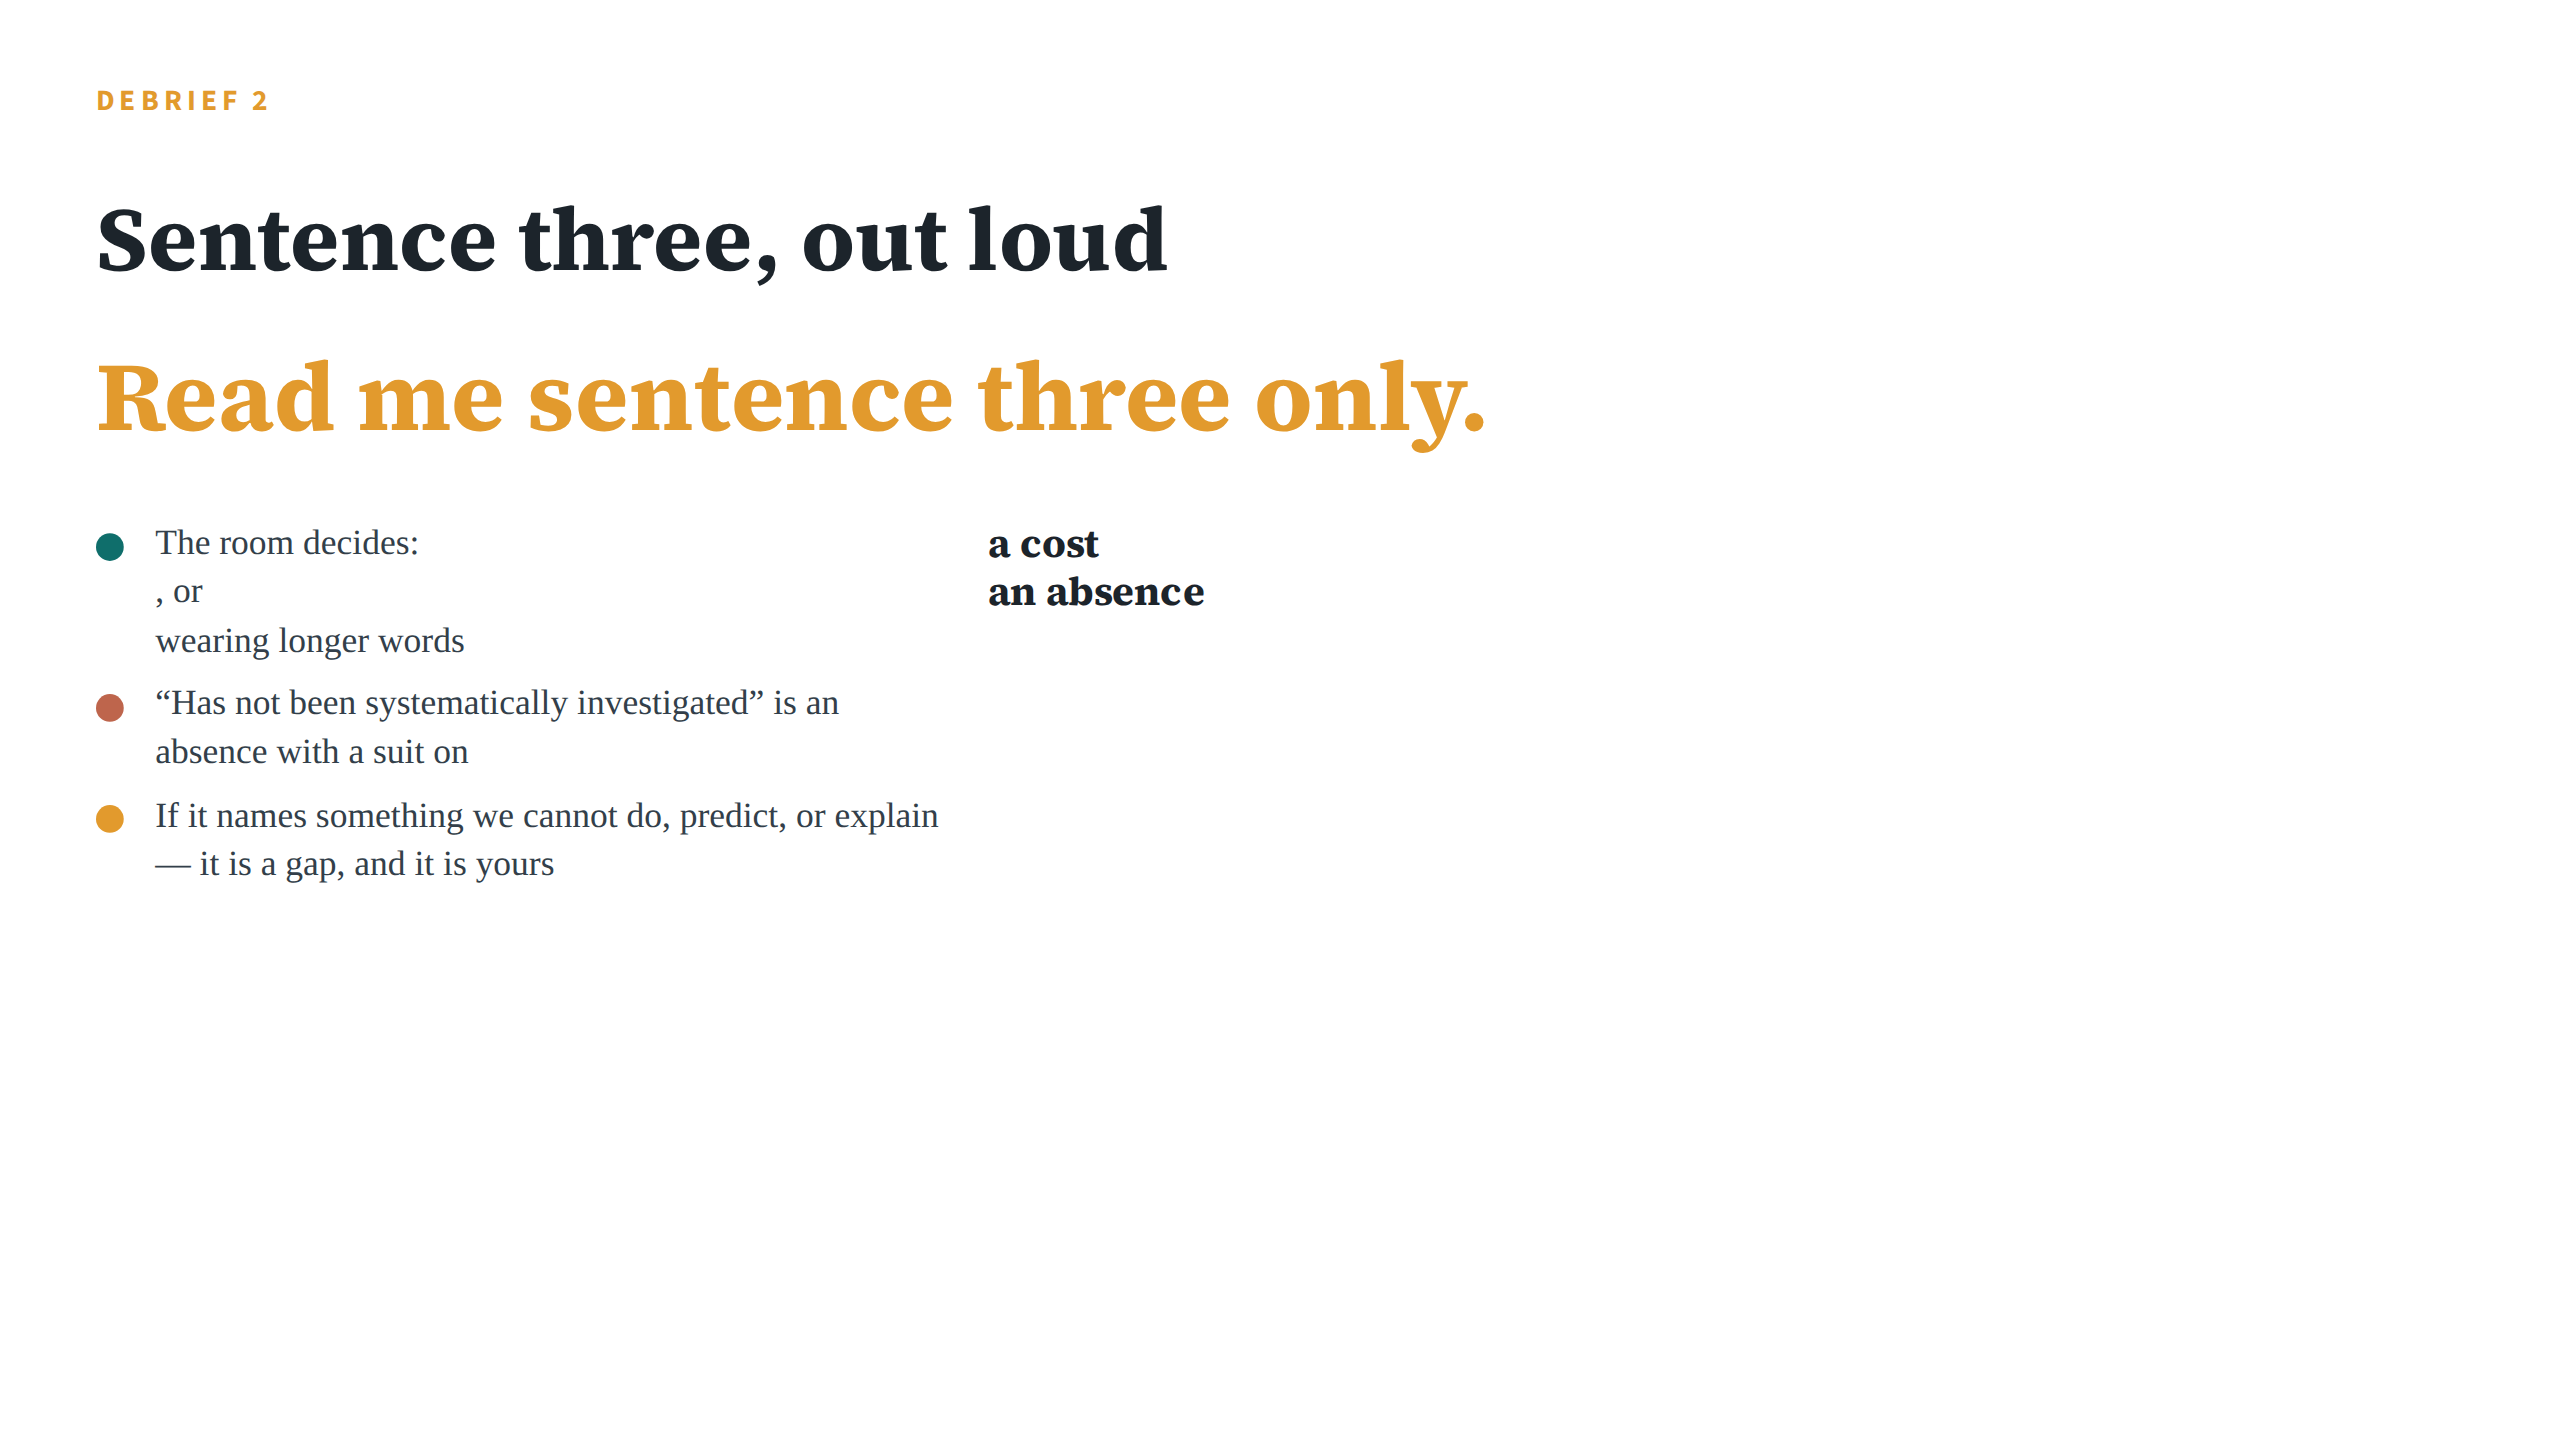 DEBRIEF 2
Sentence three, out loud
Read me sentence three only.
The room decides:
a cost
, or
an absence
wearing longer words
“Has not been systematically investigated” is an
absence with a suit on
If it names something we cannot do, predict, or explain
— it is a gap, and it is yours